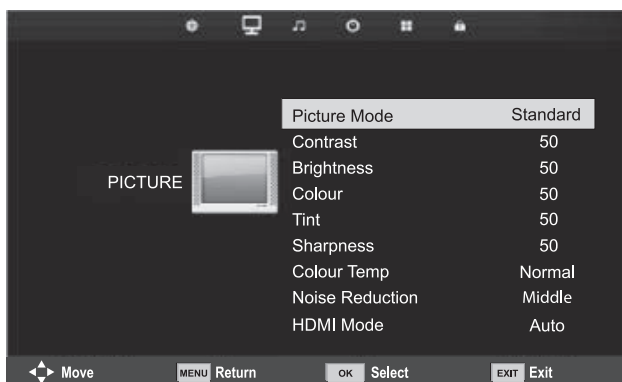 Picture Mode Standard
Contrast 50
Brightness 50
PICTURE
Colour 50
Tint 50
Sharpness 50
Colour Temp Normal
Noise Reduction Middle
HDMI Mode Auto
Move MENU Return OK Select EXIT Exit